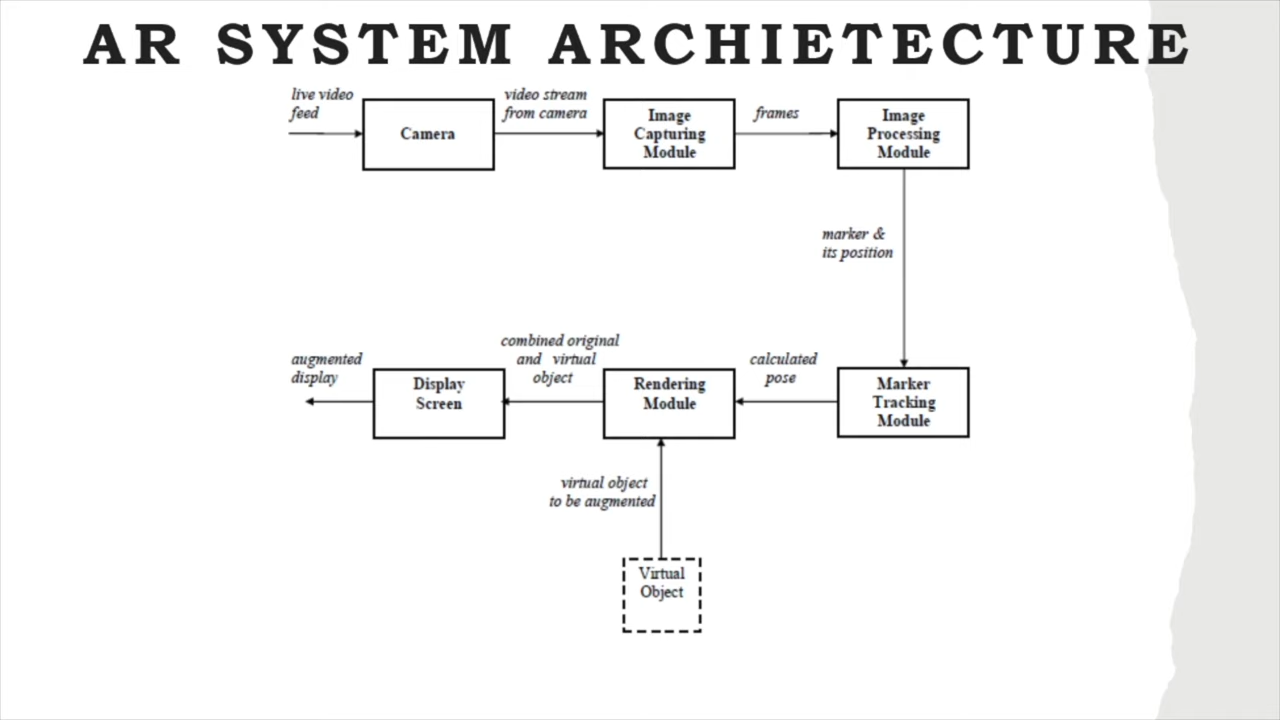 AR SYSTEM ARCHIETECTURE
live video
feed
Camera
video stream
from camera
Image
Capturing
Module
frames
Image
Processing
Module
marker &
its position
Marker
Tracking
Module
calculated
pose
Rendering
Module
combined original
and virtual
object
Display
Screen
augmented
display
virtual object
to be augmented
Virtual
Object